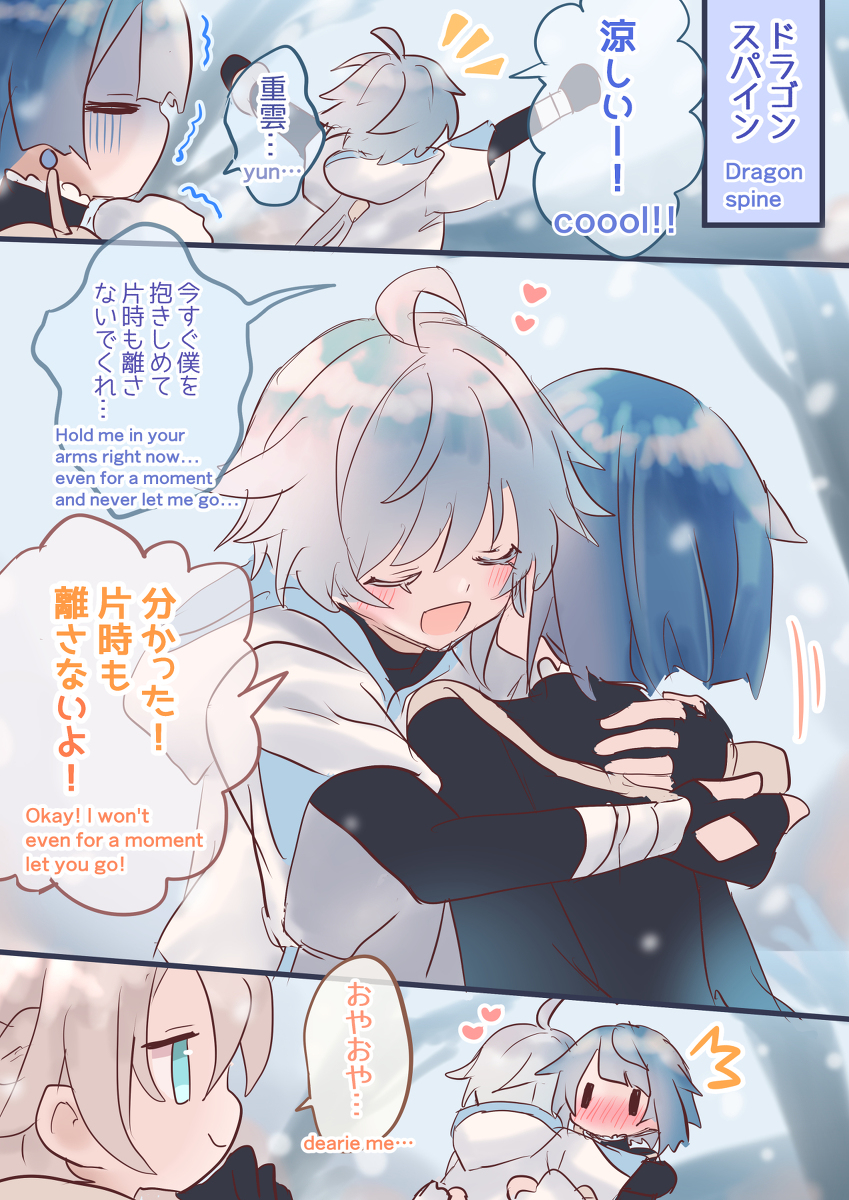 ドラゴン
スパイン
Dragon
spine
涼しいー！
coool!!
重雲…
yun…
今すぐ僕を
抱きしめて
片時も離さ
ないでくれ…
Hold me in your
arms right now...
even for a moment
and never let me go...
分かった！
片時も
離さないよ！
Okay! I won't
even for a moment
let you go!
おやおや…
dearie me…